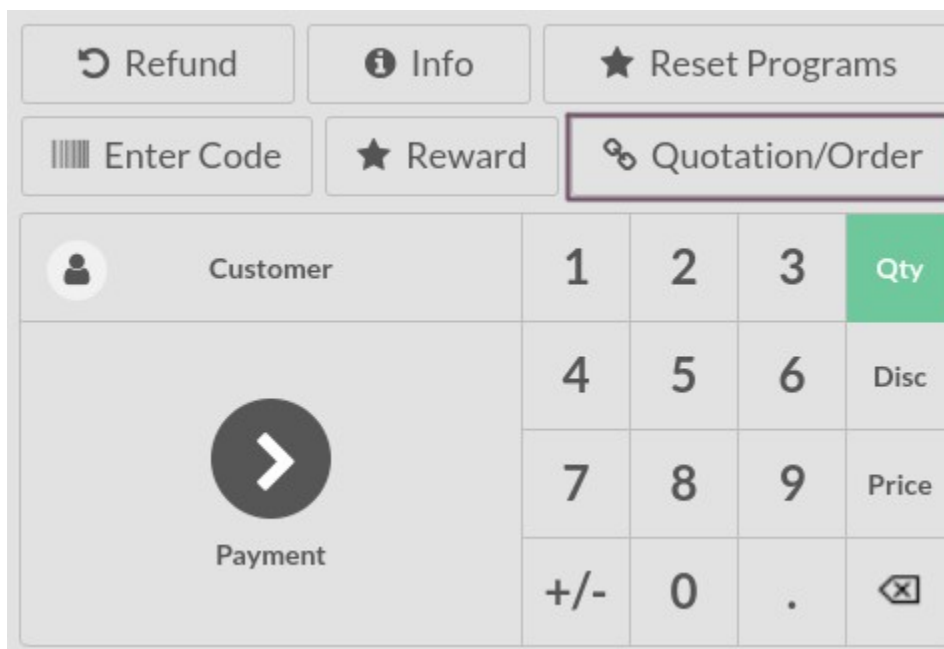 Refund Info Reset Programs
Enter Code Reward Quotation/Order
Customer 1 2 3 Qty
4 5 6 Disc
7 8 9 Price
Payment
+/- 0 .